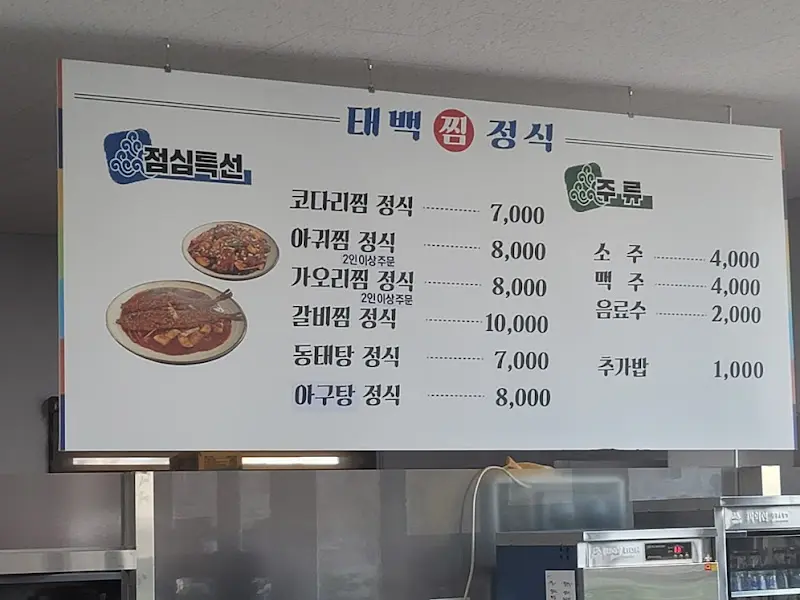 태백 찜 정식
점심특선
코다리찜 정식 7,000
아귀찜 정식 8,000
2인이상주문
가오리찜 정식 8,000
2인이상주문
갈비찜 정식 10,000
동태탕 정식 7,000
아구탕 정식 8,000
주류
소주 4,000
맥주 4,000
음료수 2,000
추가밥 1,000